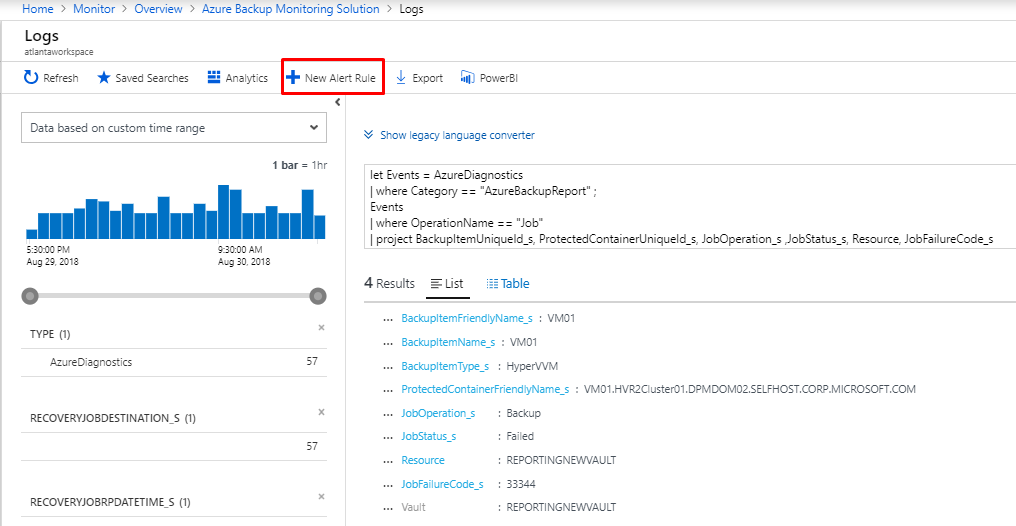 Home > Monitor > Overview > Azure Backup Monitoring Solution > Logs
Logs
atlantaworkspace
Refresh Saved Searches Analytics New Alert Rule Export PowerBI
Data based on custom time range
1 bar = 1hr
5:30:00 PM 9:30:00 AM
Aug 29, 2018 Aug 30, 2018
TYPE (1)
AzureDiagnostics 57
RECOVERYJOBDESTINATION_S (1)
57
RECOVERYJOBRPDATETIME_S (1)
Show legacy language converter
let Events = AzureDiagnostics
| where Category == "AzureBackupReport" ;
Events
| where OperationName == "Job"
| project BackupItemUniqueId_s, ProtectedContainerUniqueId_s, JobOperation_s ,JobStatus_s, Resource, JobFailureCode_s
4 Results List Table
... BackupItemFriendlyName_s : VM01
... BackupItemName_s : VM01
... BackupItemType_s : HyperVVM
... ProtectedContainerFriendlyName_s : VM01.HVR2Cluster01.DPMDOM02.SELFHOST.CORP.MICROSOFT.COM
... JobOperation_s : Backup
... JobStatus_s : Failed
... Resource : REPORTINGNEWVAULT
... JobFailureCode_s : 33344
... Vault : REPORTINGNEWVAULT